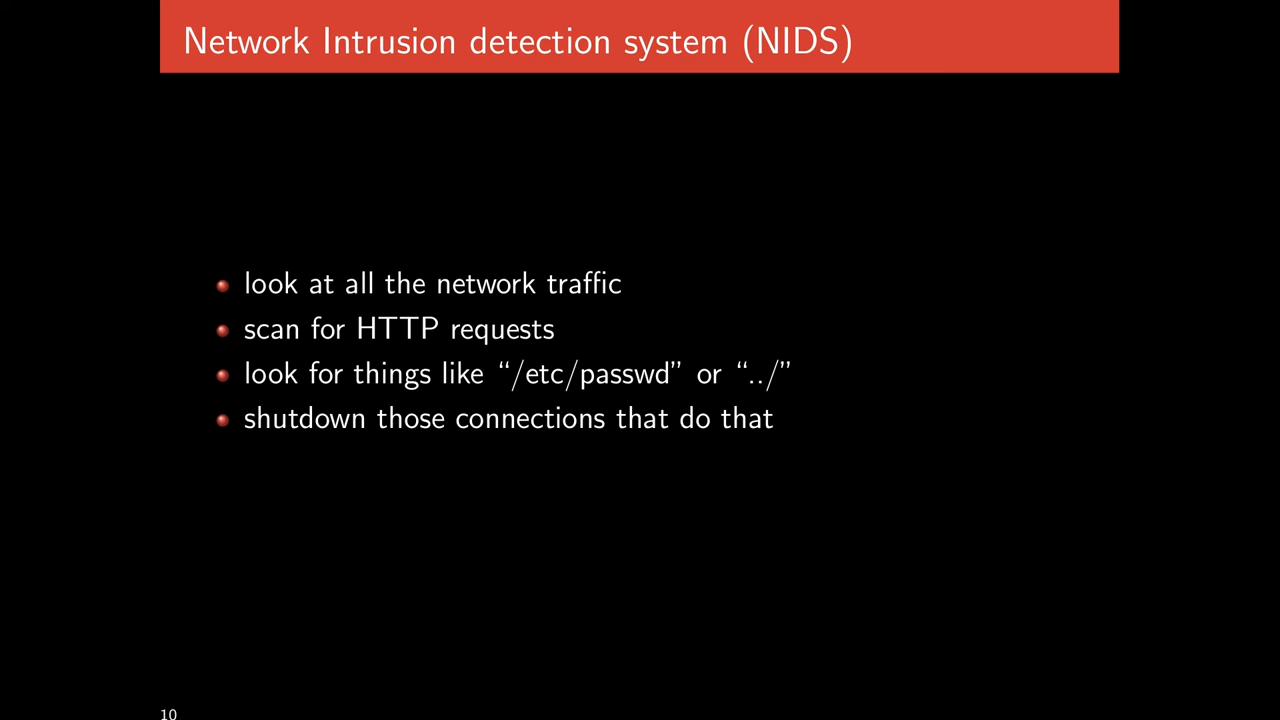 Network Intrusion detection system (NIDS)
look at all the network traffic
scan for HTTP requests
look for things like “/etc/passwd” or “../”
shutdown those connections that do that
10